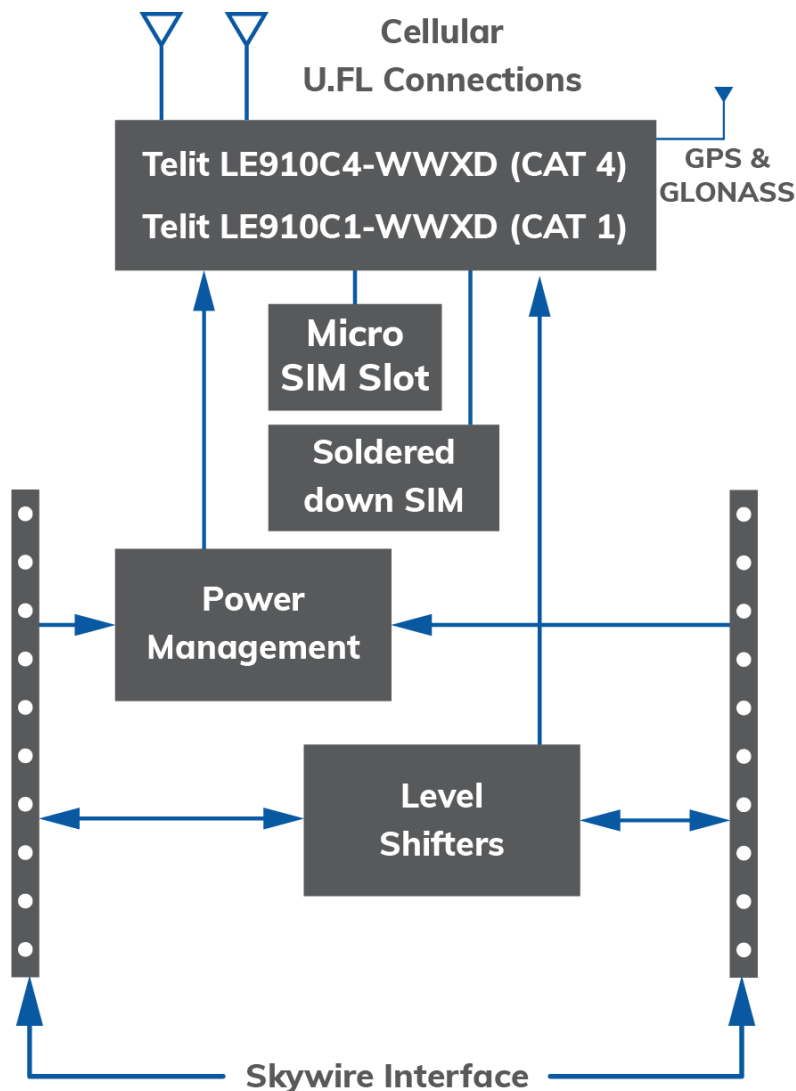 Cellular
U.FL Connections
Telit LE910C4-WWXD (CAT 4)
Telit LE910C1-WWXD (CAT 1)
GPS &
GLONASS
Micro
SIM Slot
Soldered
down SIM
Power
Management
Level
Shifters
Skywire Interface